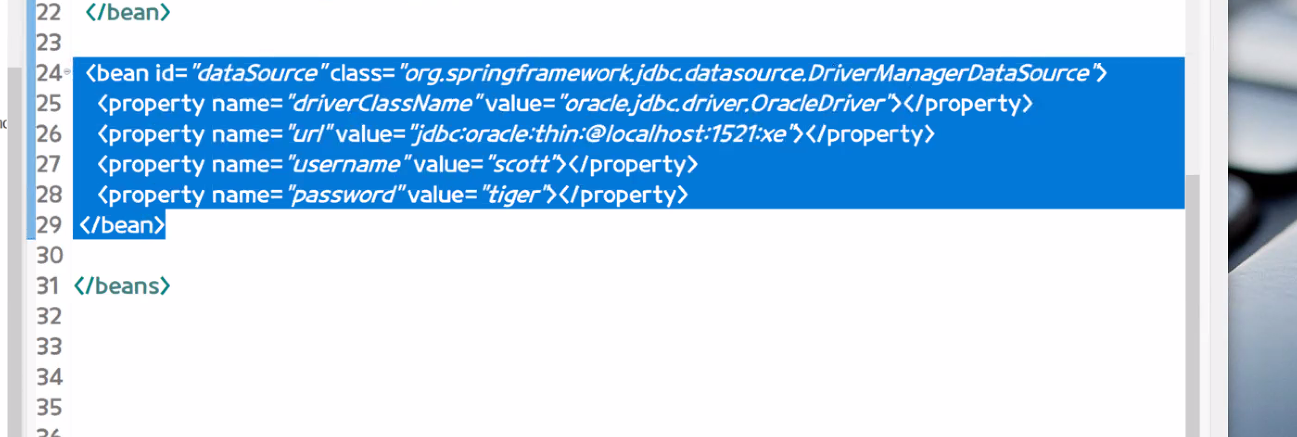 22 </bean>
23
24 <bean id="dataSource" class="org.springframework.jdbc.datasource.DriverManagerDataSource">
25 <property name="driverClassName" value="oracle.jdbc.driver.OracleDriver"></property>
26 <property name="url" value="jdbc:oracle:thin:@localhost:1521:xe"></property>
27 <property name="username" value="scott"></property>
28 <property name="password" value="tiger"></property>
29 </bean>
30
31 </beans>
32
33
34
35